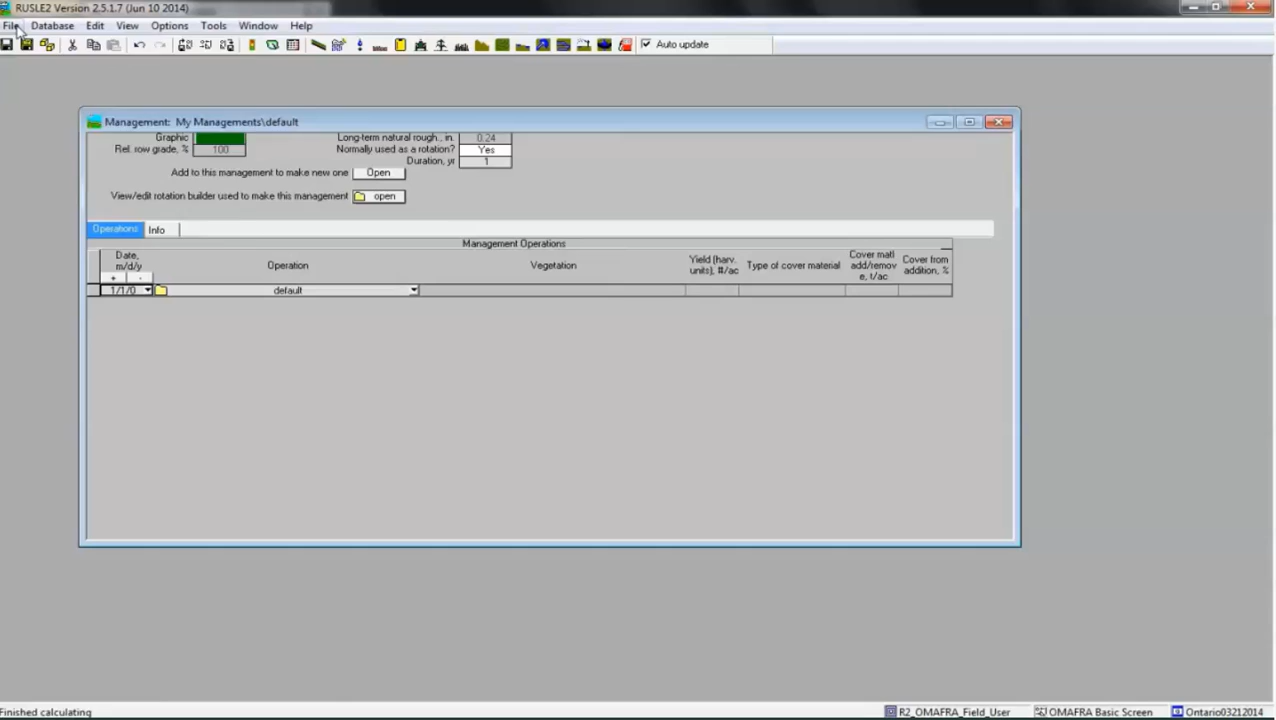 RUSLE2 Version 2.5.1.7 (Jun 10 2014)
File Database Edit View Options Tools Window Help
Auto update
Management: My Managements\default
Graphic
Long-term natural rough., in. 0.24
Rel. row grade, % 100
Normally used as a rotation? Yes
Duration, yr 1
Add to this management to make new one Open
View/edit rotation builder used to make this management open
Operations Info
Management Operations
Date, m/d/y
+ -
Operation
Vegetation
Yield (harv. units), #/ac
Type of cover material
Cover matl add/remov e, t/ac
Cover from addition, %
1/1/0 default
Finished calculating
R2_OMAFRA_Field_User OMAFRA Basic Screen Ontario03212014